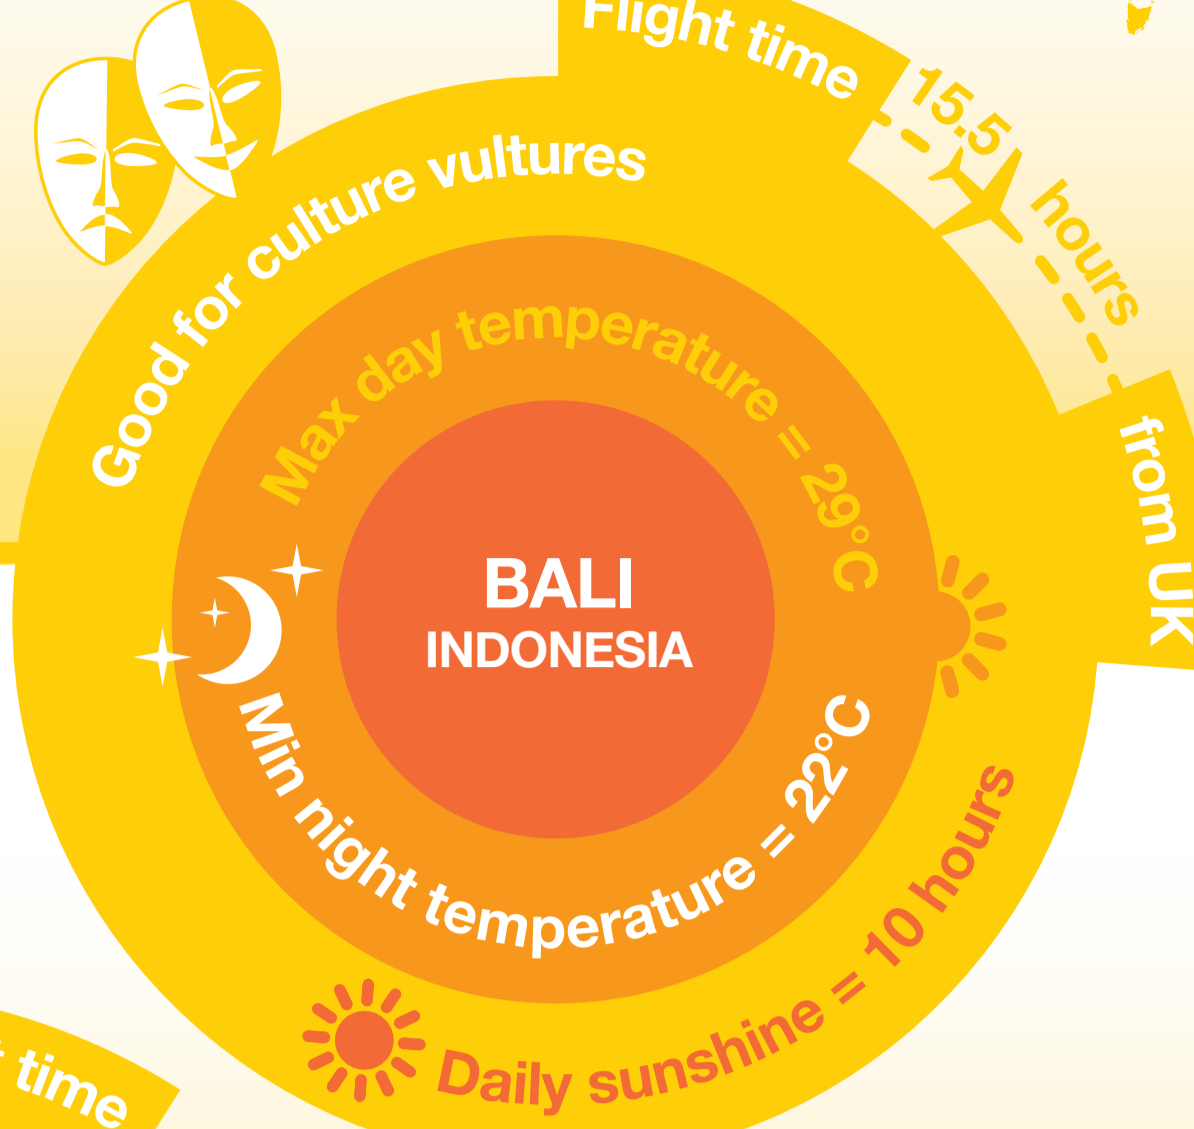 Flight time
15.5 hours
from UK
Good for culture vultures
Max day temperature = 29°C
BALI
INDONESIA
Min night temperature = 22°C
Daily sunshine = 10 hours
time